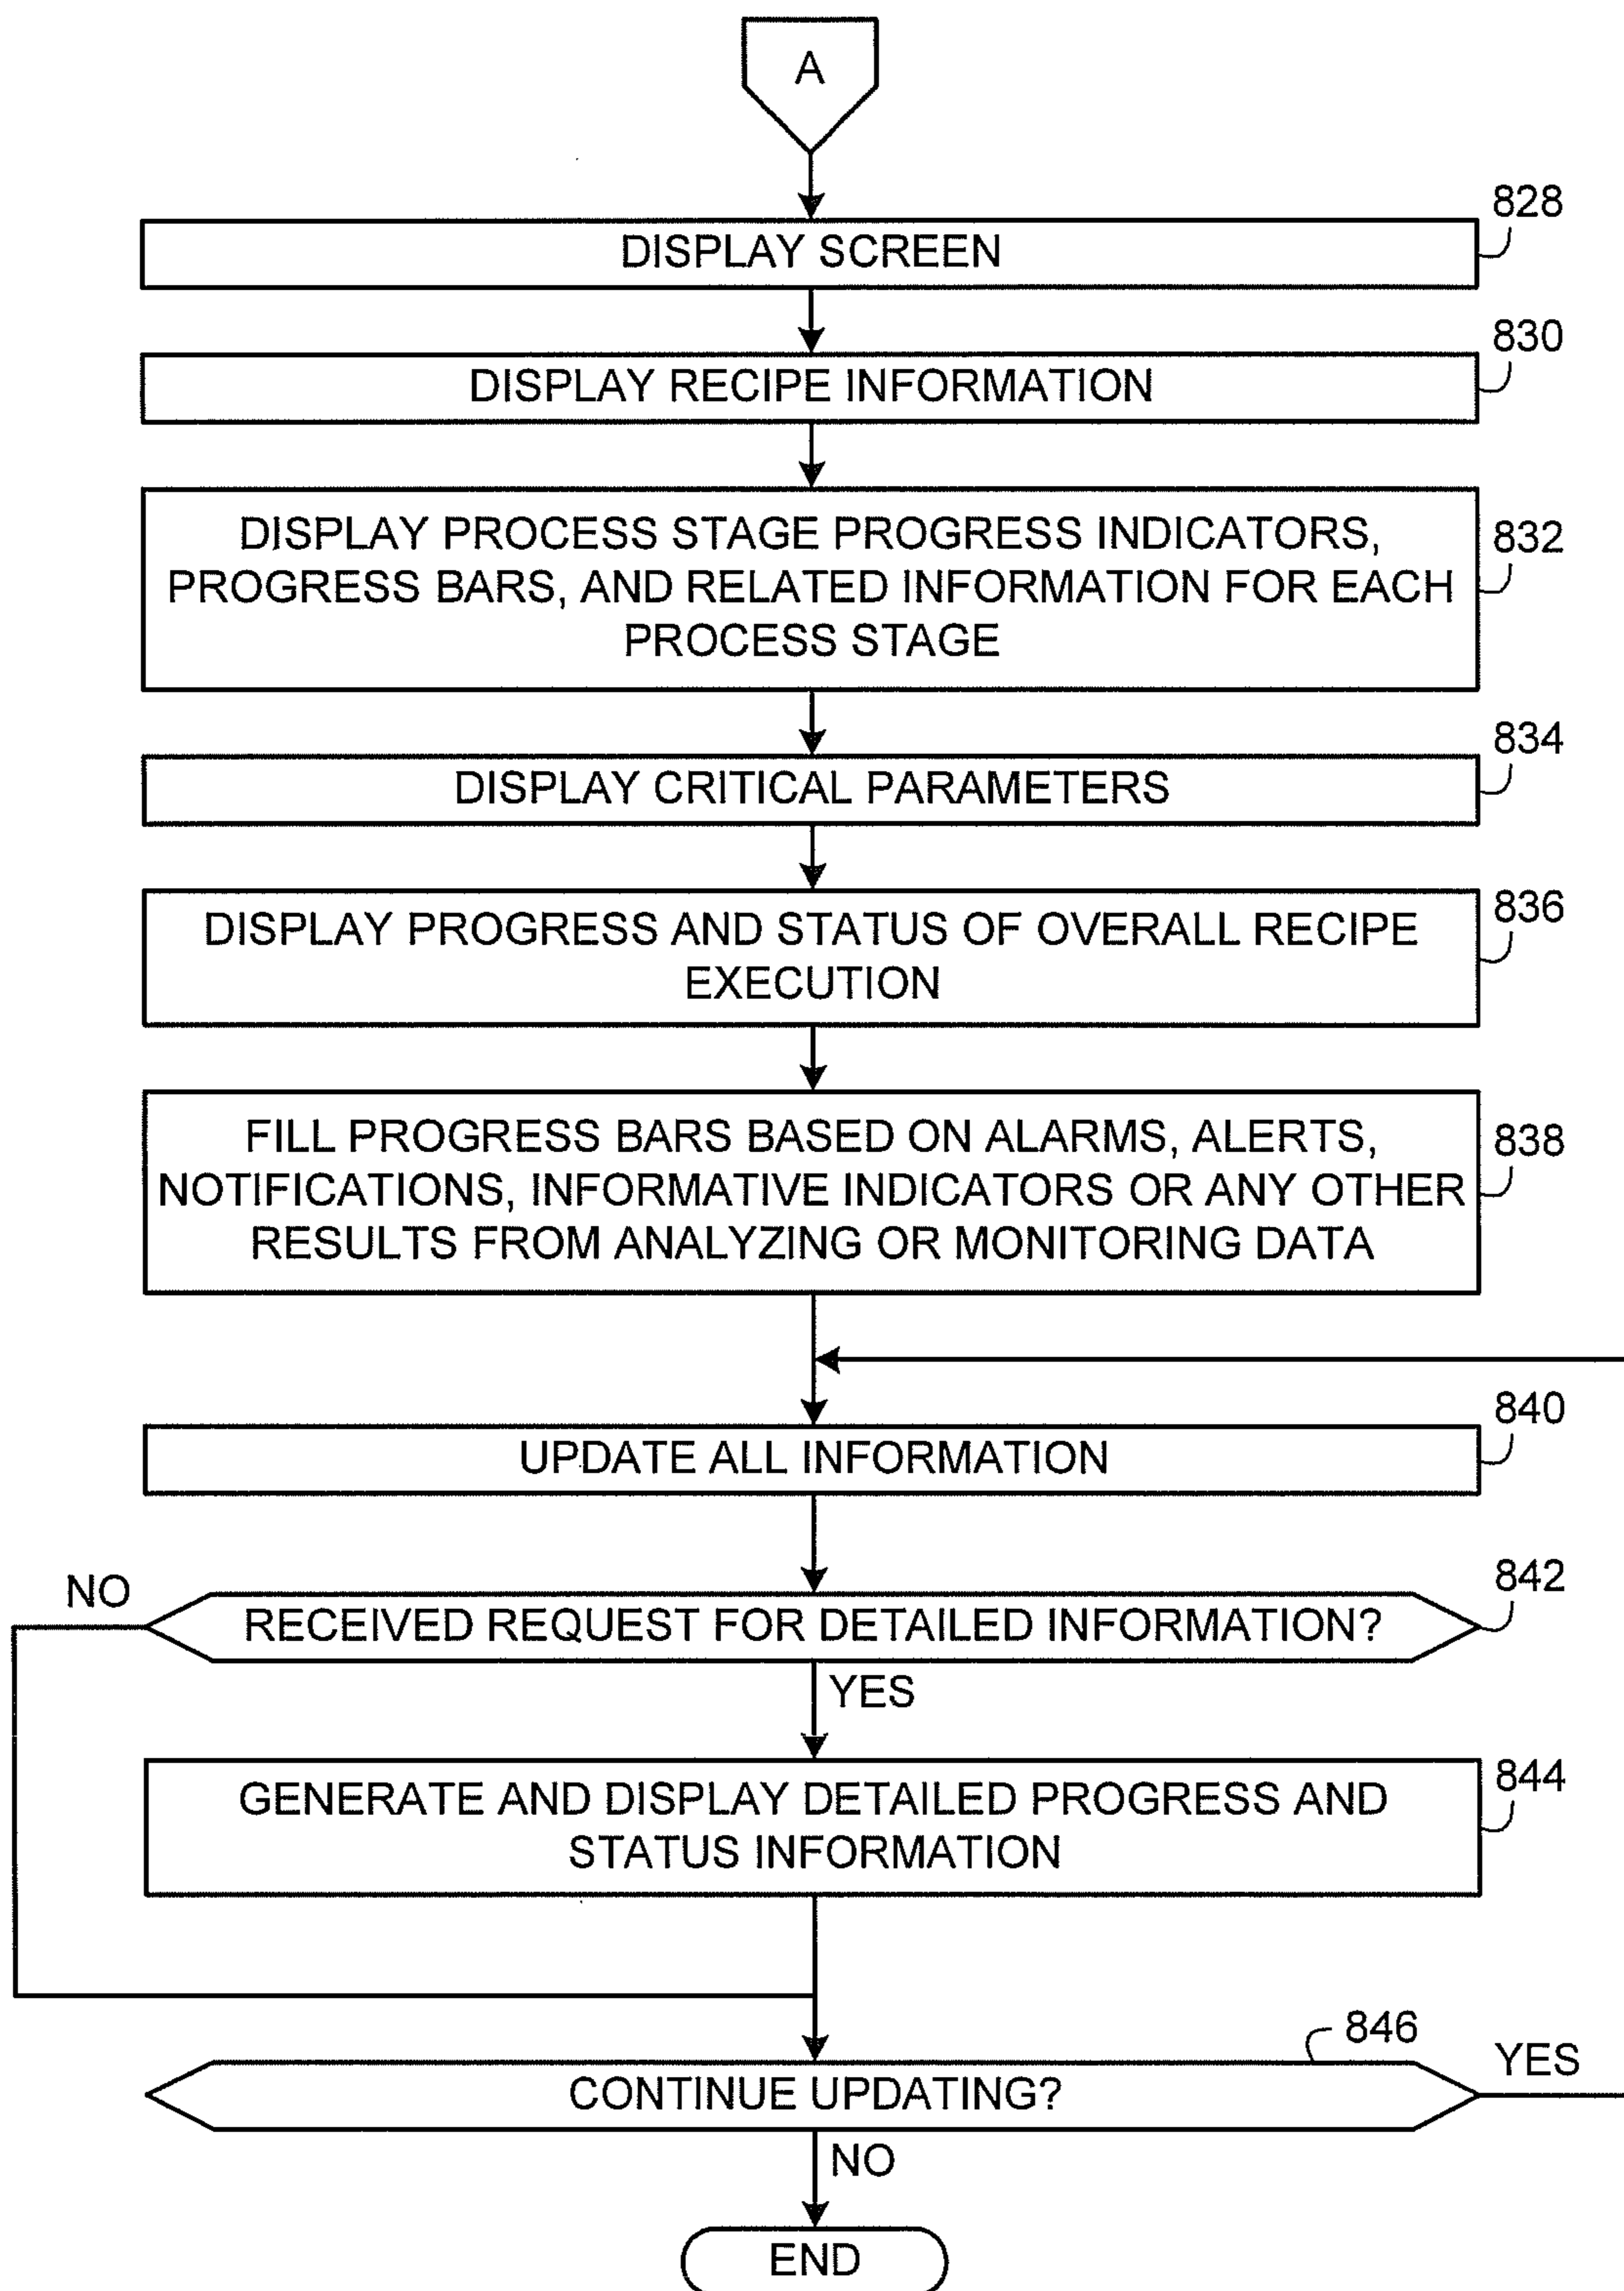 A
828
DISPLAY SCREEN
830
DISPLAY RECIPE INFORMATION
832
DISPLAY PROCESS STAGE PROGRESS INDICATORS,
PROGRESS BARS, AND RELATED INFORMATION FOR EACH
PROCESS STAGE
834
DISPLAY CRITICAL PARAMETERS
836
DISPLAY PROGRESS AND STATUS OF OVERALL RECIPE
EXECUTION
838
FILL PROGRESS BARS BASED ON ALARMS, ALERTS,
NOTIFICATIONS, INFORMATIVE INDICATORS OR ANY OTHER
RESULTS FROM ANALYZING OR MONITORING DATA
840
UPDATE ALL INFORMATION
842
NO
RECEIVED REQUEST FOR DETAILED INFORMATION?
YES
844
GENERATE AND DISPLAY DETAILED PROGRESS AND
STATUS INFORMATION
846
YES
CONTINUE UPDATING?
NO
END